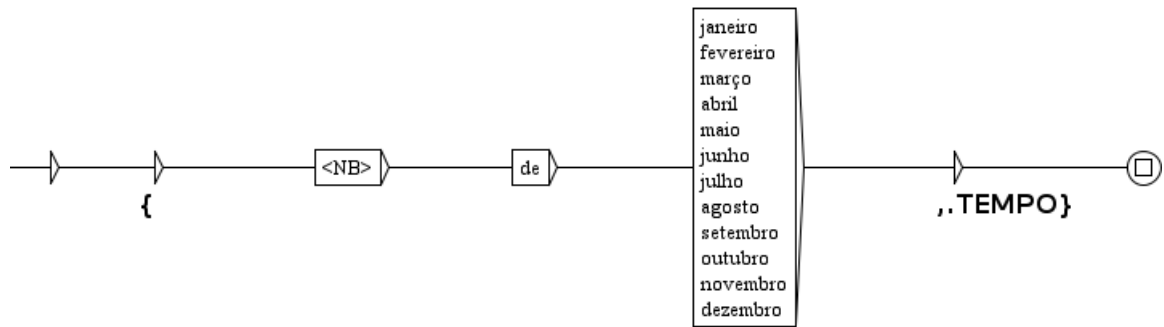 {
<NB>
de
janeiro
fevereiro
março
abril
maio
junho
julho
agosto
setembro
outubro
novembro
dezembro
,.TEMPO}